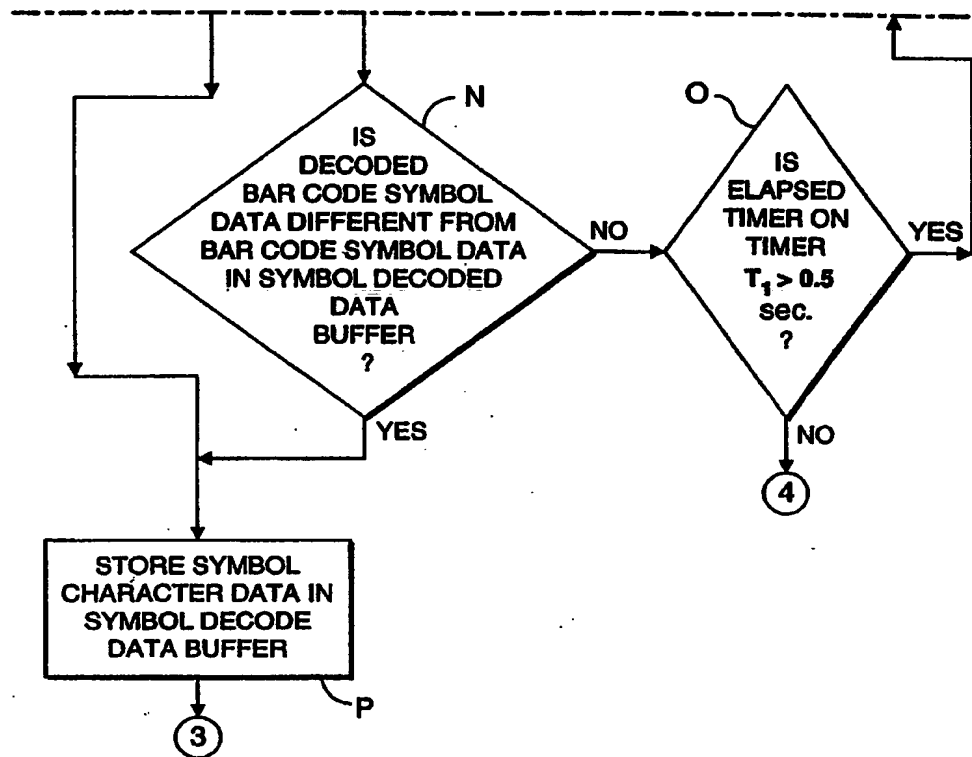 N
IS
DECODED
BAR CODE SYMBOL
DATA DIFFERENT FROM
BAR CODE SYMBOL DATA
IN SYMBOL DECODED
DATA
BUFFER
?
NO
YES
O
IS
ELAPSED
TIMER ON
TIMER
T₁ > 0.5
sec.
?
YES
NO
4
STORE SYMBOL
CHARACTER DATA IN
SYMBOL DECODE
DATA BUFFER
P
3